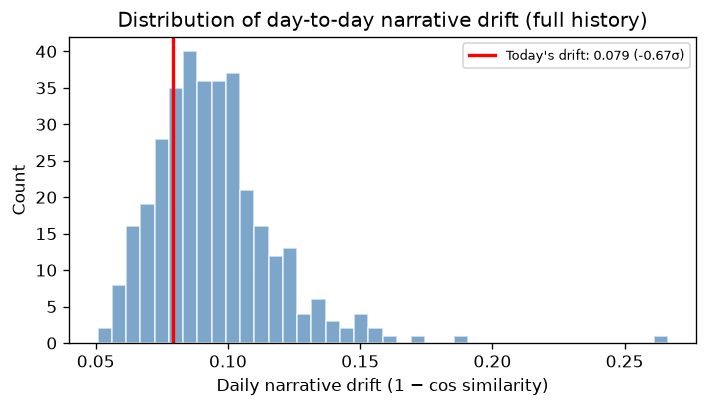 Distribution of day-to-day narrative drift (full history)
Today's drift: 0.079 (-0.67σ)
Count
40
35
30
25
20
15
10
5
0
0.05 0.10 0.15 0.20 0.25
Daily narrative drift (1 − cos similarity)